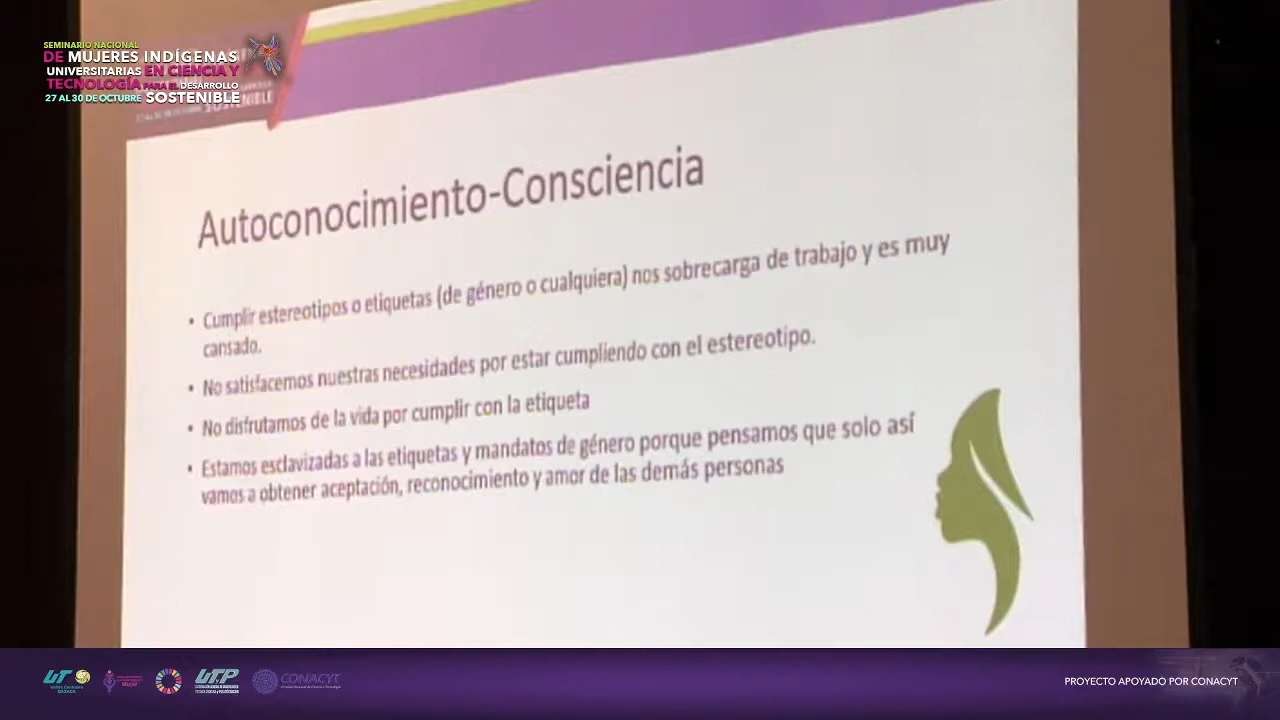 SEMINARIO NACIONAL
DE MUJERES INDÍGENAS
UNIVERSITARIAS EN CIENCIA Y
TECNOLOGÍA PARA EL DESARROLLO
27 AL 30 DE OCTUBRE SOSTENIBLE
Autoconocimiento-Consciencia
• Cumplir estereotipos o etiquetas (de género o cualquiera) nos sobrecarga de trabajo y es muy
cansado.
• No satisfacemos nuestras necesidades por estar cumpliendo con el estereotipo.
• No disfrutamos de la vida por cumplir con la etiqueta
• Estamos esclavizadas a las etiquetas y mandatos de género porque pensamos que solo así
vamos a obtener aceptación, reconocimiento y amor de las demás personas
UT
UTP
CONACYT
PROYECTO APOYADO POR CONACYT